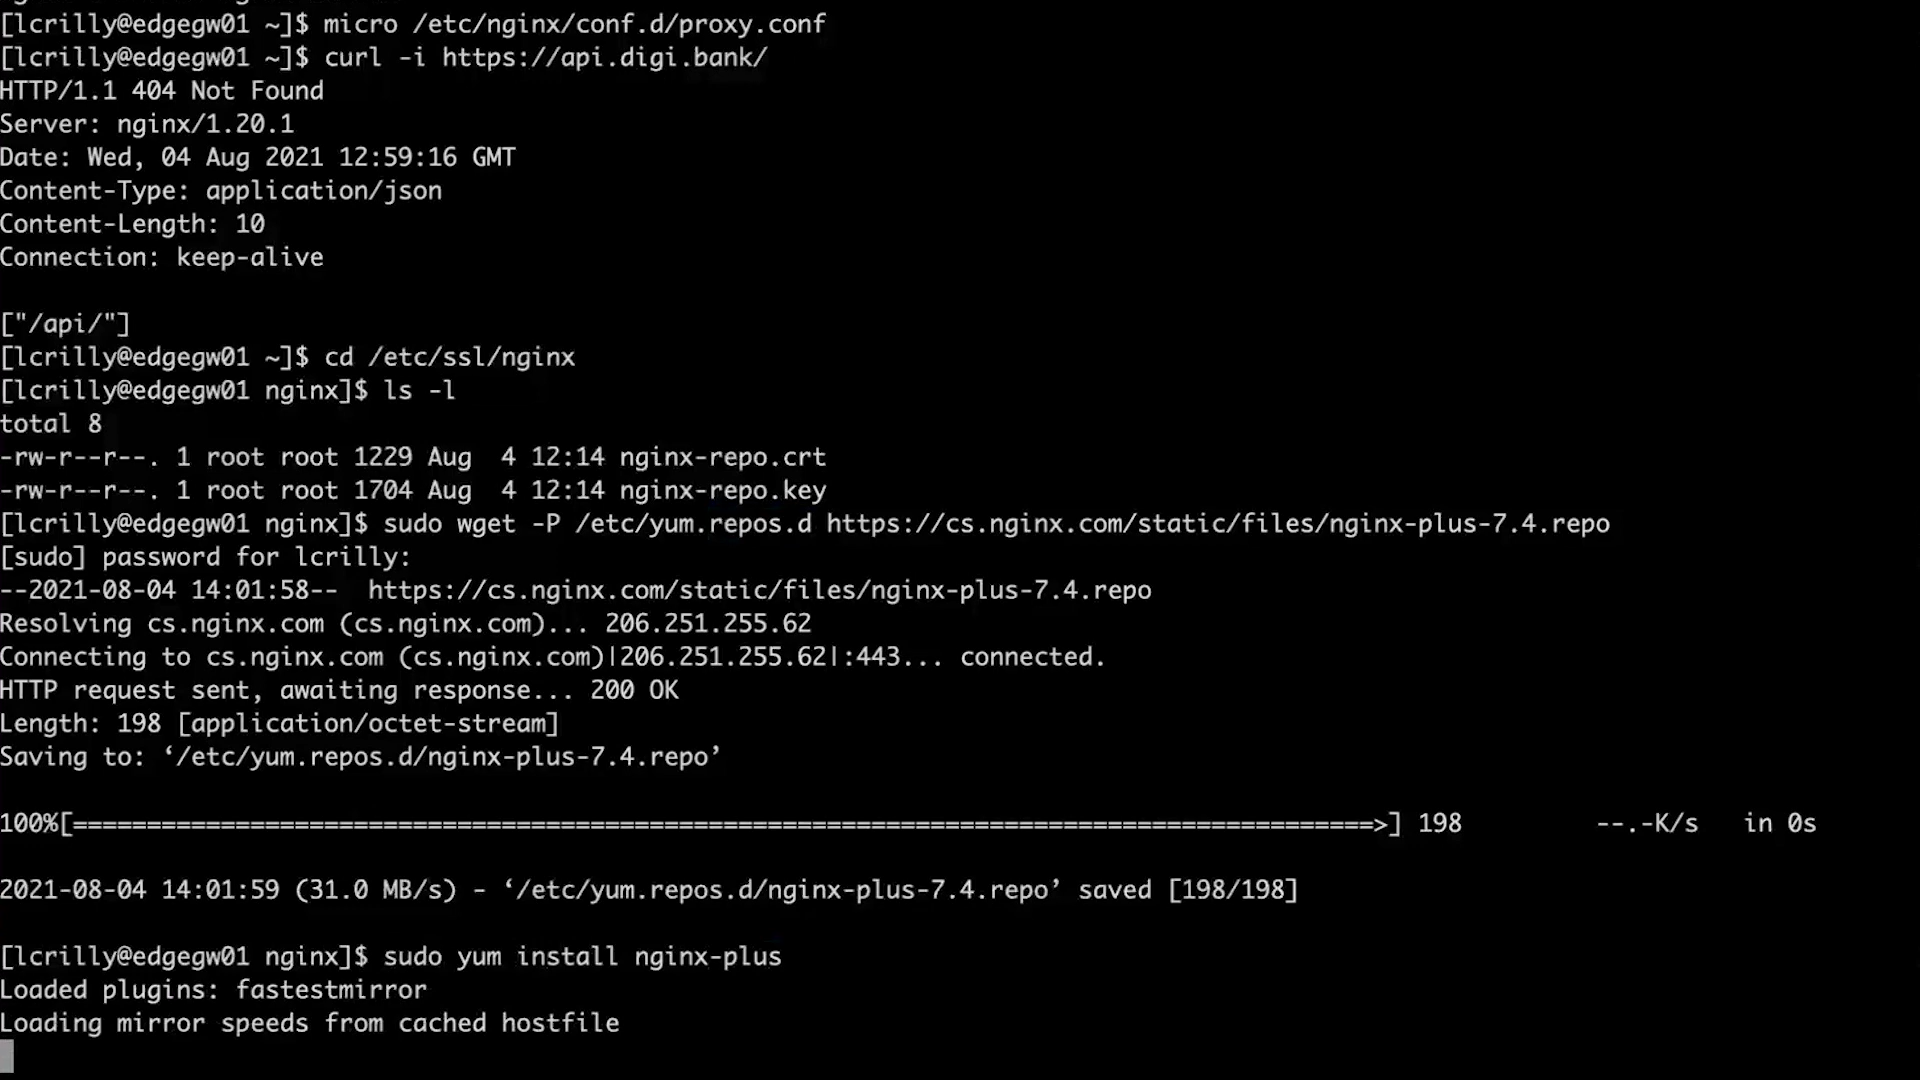 [lcrilly@edgegw01 ~]$ micro /etc/nginx/conf.d/proxy.conf
[lcrilly@edgegw01 ~]$ curl -i https://api.digi.bank/
HTTP/1.1 404 Not Found
Server: nginx/1.20.1
Date: Wed, 04 Aug 2021 12:59:16 GMT
Content-Type: application/json
Content-Length: 10
Connection: keep-alive
["/api/"]
[lcrilly@edgegw01 ~]$ cd /etc/ssl/nginx
[lcrilly@edgegw01 nginx]$ ls -l
total 8
-rw-r--r--. 1 root root 1229 Aug  4 12:14 nginx-repo.crt
-rw-r--r--. 1 root root 1704 Aug  4 12:14 nginx-repo.key
[lcrilly@edgegw01 nginx]$ sudo wget -P /etc/yum.repos.d https://cs.nginx.com/static/files/nginx-plus-7.4.repo
[sudo] password for lcrilly:
--2021-08-04 14:01:58--  https://cs.nginx.com/static/files/nginx-plus-7.4.repo
Resolving cs.nginx.com (cs.nginx.com)... 206.251.255.62
Connecting to cs.nginx.com (cs.nginx.com)|206.251.255.62|:443... connected.
HTTP request sent, awaiting response... 200 OK
Length: 198 [application/octet-stream]
Saving to: ‘/etc/yum.repos.d/nginx-plus-7.4.repo’
100%[========================================================================================>] 198         --.-K/s   in 0s
2021-08-04 14:01:59 (31.0 MB/s) - ‘/etc/yum.repos.d/nginx-plus-7.4.repo’ saved [198/198]
[lcrilly@edgegw01 nginx]$ sudo yum install nginx-plus
Loaded plugins: fastestmirror
Loading mirror speeds from cached hostfile